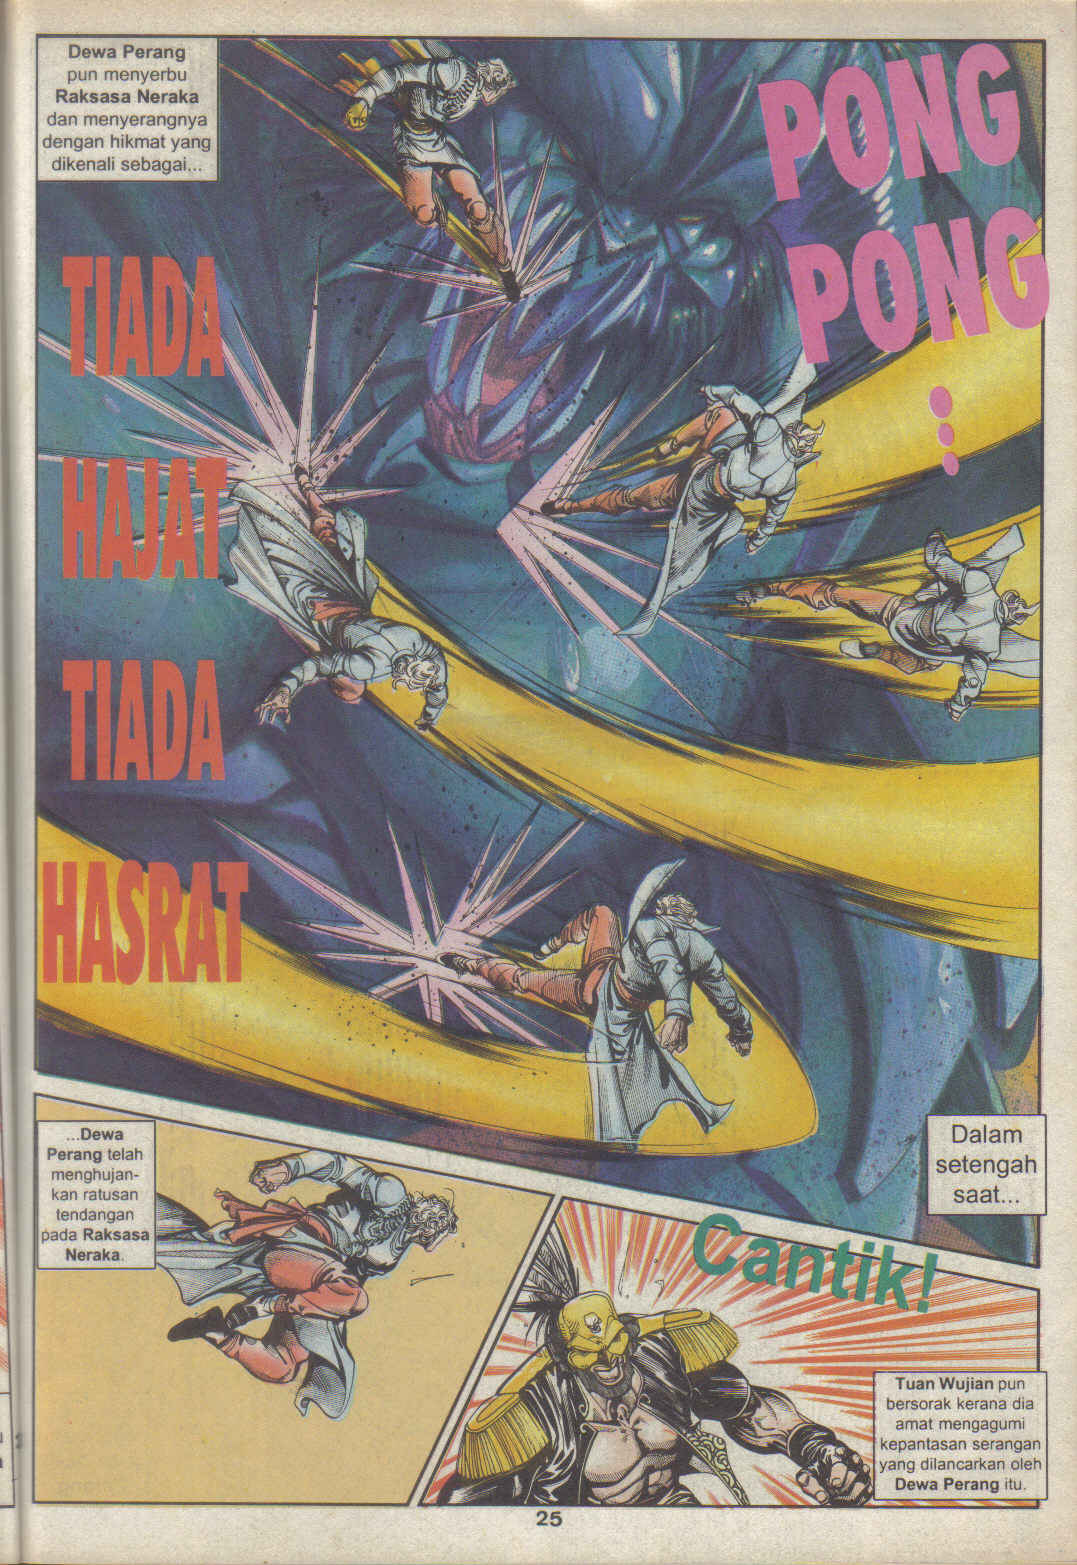 Dewa Perang
pun menyerbu
Raksasa Neraka
dan menyerangnya
dengan hikmat yang
dikenali sebagai...
PONG
PONG
...
TIADA
HAJAT
TIADA
HASRAT
Dalam
setengah
saat...
...Dewa
Perang telah
menghujan-
kan ratusan
tendangan
pada Raksasa
Neraka.
Cantik!
Tuan Wujian pun
bersorak kerana dia
amat mengagumi
kepantasan serangan
yang dilancarkan oleh
Dewa Perang itu.
25